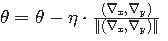 θ = θ − η · (∇ₓ, ∇ᵧ) / ‖(∇ₓ, ∇ᵧ)‖